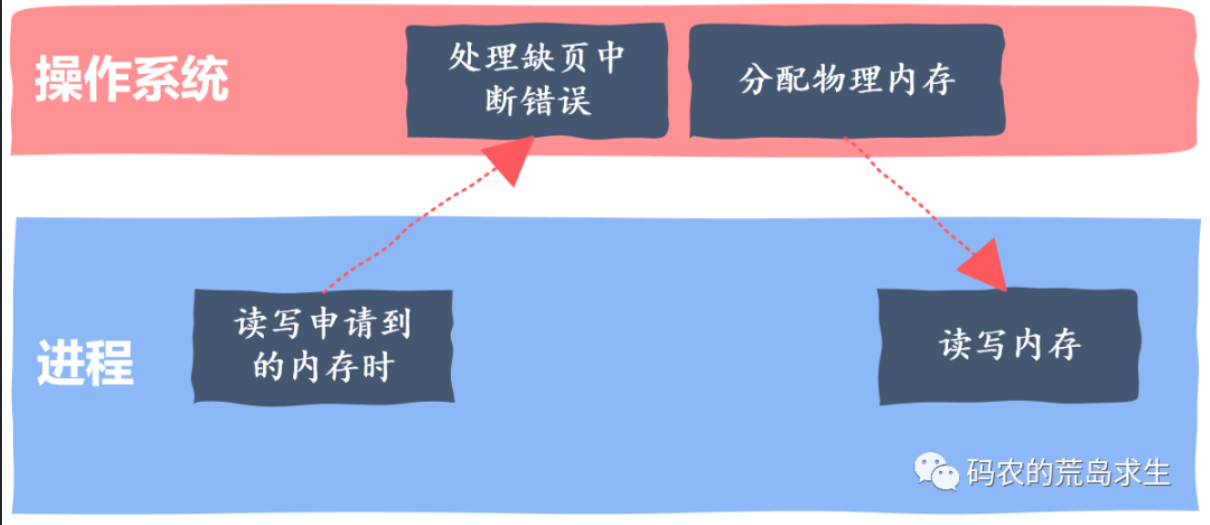 操作系统
处理缺页中
断错误
分配物理内存
进程
读写申请到
的内存时
读写内存
码农的荒岛求生